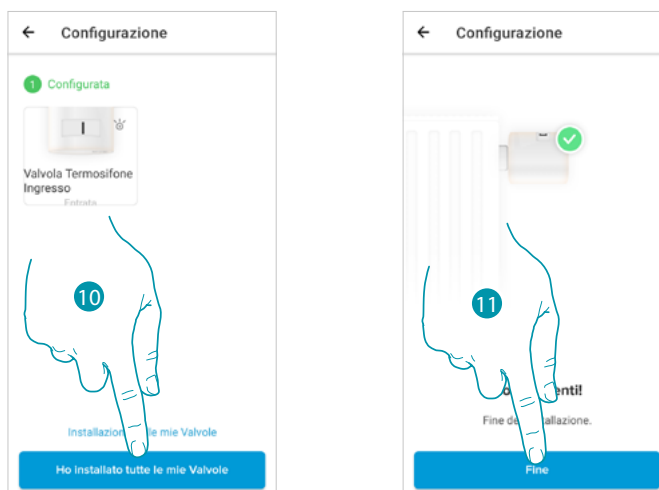 Configurazione
1 Configurata
Valvola Termosifone
Ingresso
Entrata
10
Installazion le mie Valvole
Ho installato tutte le mie Valvole
Configurazione
11
enti!
Fine de allazione.
Fine